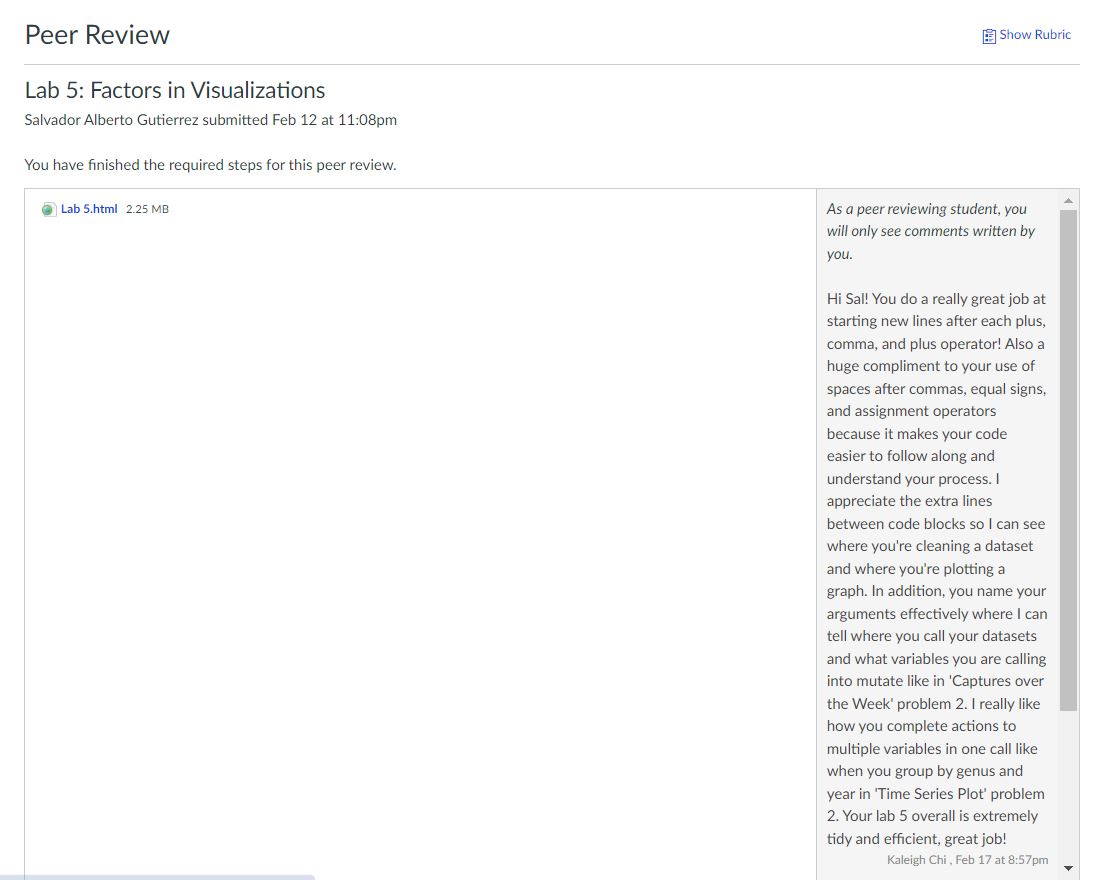 Peer Review
Show Rubric
Lab 5: Factors in Visualizations
Salvador Alberto Gutierrez submitted Feb 12 at 11:08pm
You have finished the required steps for this peer review.
Lab 5.html 2.25 MB
As a peer reviewing student, you
will only see comments written by
you.
Hi Sal! You do a really great job at
starting new lines after each plus,
comma, and plus operator! Also a
huge compliment to your use of
spaces after commas, equal signs,
and assignment operators
because it makes your code
easier to follow along and
understand your process. I
appreciate the extra lines
between code blocks so I can see
where you're cleaning a dataset
and where you're plotting a
graph. In addition, you name your
arguments effectively where I can
tell where you call your datasets
and what variables you are calling
into mutate like in 'Captures over
the Week' problem 2. I really like
how you complete actions to
multiple variables in one call like
when you group by genus and
year in 'Time Series Plot' problem
2. Your lab 5 overall is extremely
tidy and efficient, great job!
Kaleigh Chi , Feb 17 at 8:57pm